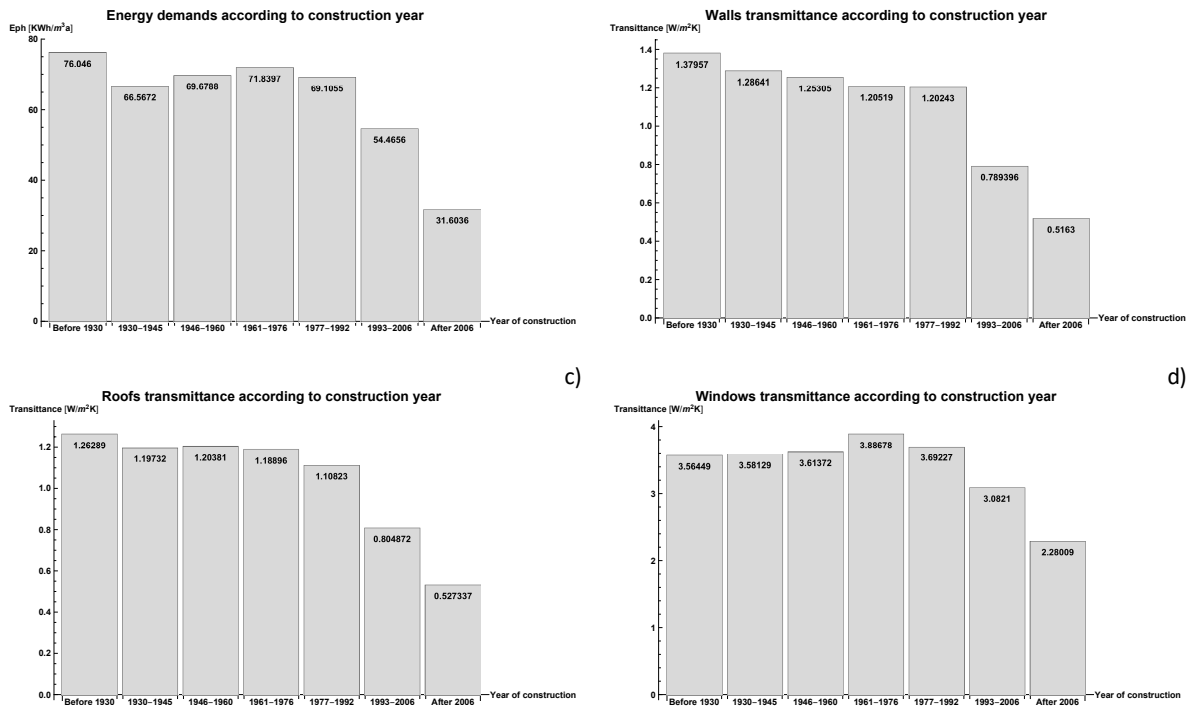 Energy demands according to construction year
Eph [KWh/m³a]
80
60
40
20
0
76.046
66.5672
69.6788
71.8397
69.1055
54.4656
31.6036
Before 1930 1930–1945 1946–1960 1961–1976 1977–1992 1993–2006 After 2006
Year of construction
Walls transmittance according to construction year
Transittance [W/m²K]
1.4
1.2
1.0
0.8
0.6
0.4
0.2
0.0
1.37957
1.28641
1.25305
1.20519
1.20243
0.789396
0.5163
Before 1930 1930–1945 1946–1960 1961–1976 1977–1992 1993–2006 After 2006
Year of construction
c)
Roofs transmittance according to construction year
Transittance [W/m²K]
1.2
1.0
0.8
0.6
0.4
0.2
0.0
1.26289
1.19732
1.20381
1.18896
1.10823
0.804872
0.527337
Before 1930 1930–1945 1946–1960 1961–1976 1977–1992 1993–2006 After 2006
Year of construction
d)
Windows transmittance according to construction year
Transittance [W/m²K]
4
3
2
1
0
3.56449
3.58129
3.61372
3.88678
3.69227
3.0821
2.28009
Before 1930 1930–1945 1946–1960 1961–1976 1977–1992 1993–2006 After 2006
Year of construction